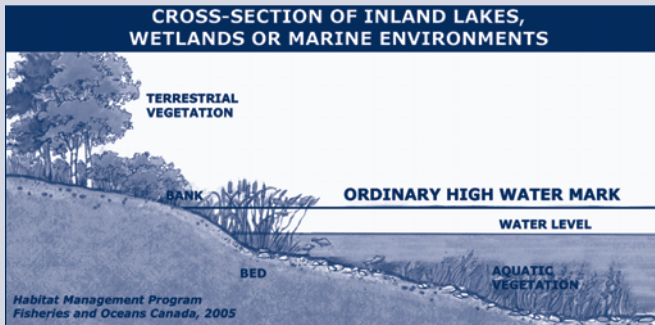 CROSS-SECTION OF INLAND LAKES,
WETLANDS OR MARINE ENVIRONMENTS
TERRESTRIAL
VEGETATION
BANK
ORDINARY HIGH WATER MARK
WATER LEVEL
BED
AQUATIC
VEGETATION
Habitat Management Program
Fisheries and Oceans Canada, 2005